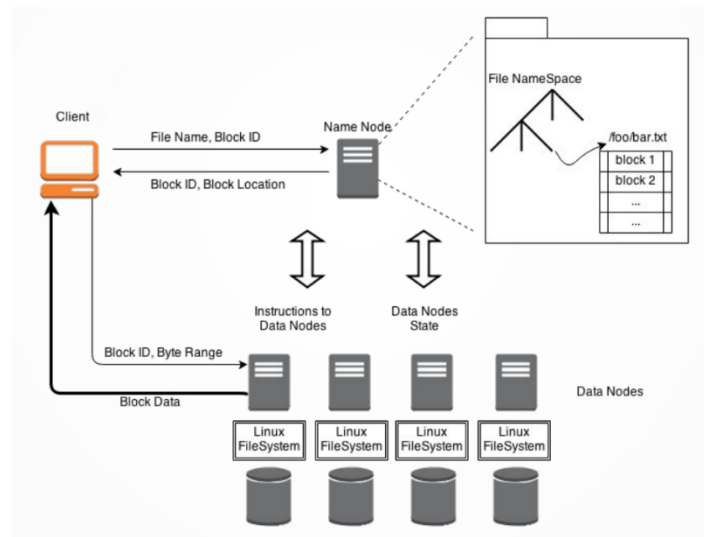 File NameSpace
Client
Name Node
File Name, Block ID
/foo/bar.txt
block 1
block 2
...
...
Block ID, Block Location
Instructions to
Data Nodes
Data Nodes
State
Block ID, Byte Range
Block Data
Data Nodes
Linux
FileSystem
Linux
FileSystem
Linux
FileSystem
Linux
FileSystem